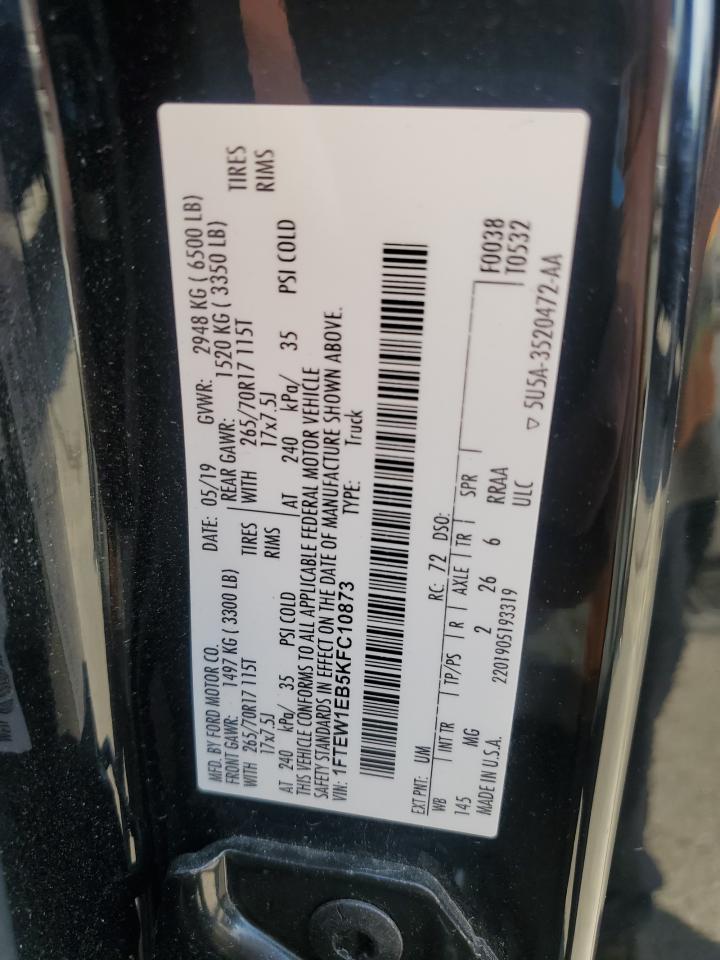 MFD. BY FORD MOTOR CO.
DATE: 05/19 GVWR: 2948 KG ( 6500 LB)
FRONT GAWR: 1497 KG ( 3300 LB) REAR GAWR: 1520 KG ( 3350 LB)
WITH 265/70R17 115T TIRES WITH 265/70R17 115T TIRES
17x7.5J RIMS 17x7.5J RIMS
AT 240 kPa/ 35 PSI COLD AT 240 kPa/ 35 PSI COLD
THIS VEHICLE CONFORMS TO ALL APPLICABLE FEDERAL MOTOR VEHICLE
SAFETY STANDARDS IN EFFECT ON THE DATE OF MANUFACTURE SHOWN ABOVE.
VIN: 1FTEW1EB5KFC10873 TYPE: Truck
EXT PNT: UM RC: 72 DSO: F0038
T0532
WB INT TR TP/PS R AXLE TR SPR
145 MG 2 26 6 RRAA
MADE IN U.S.A. 2201905193319 ULC ▽ 5U5A-3520472-AA